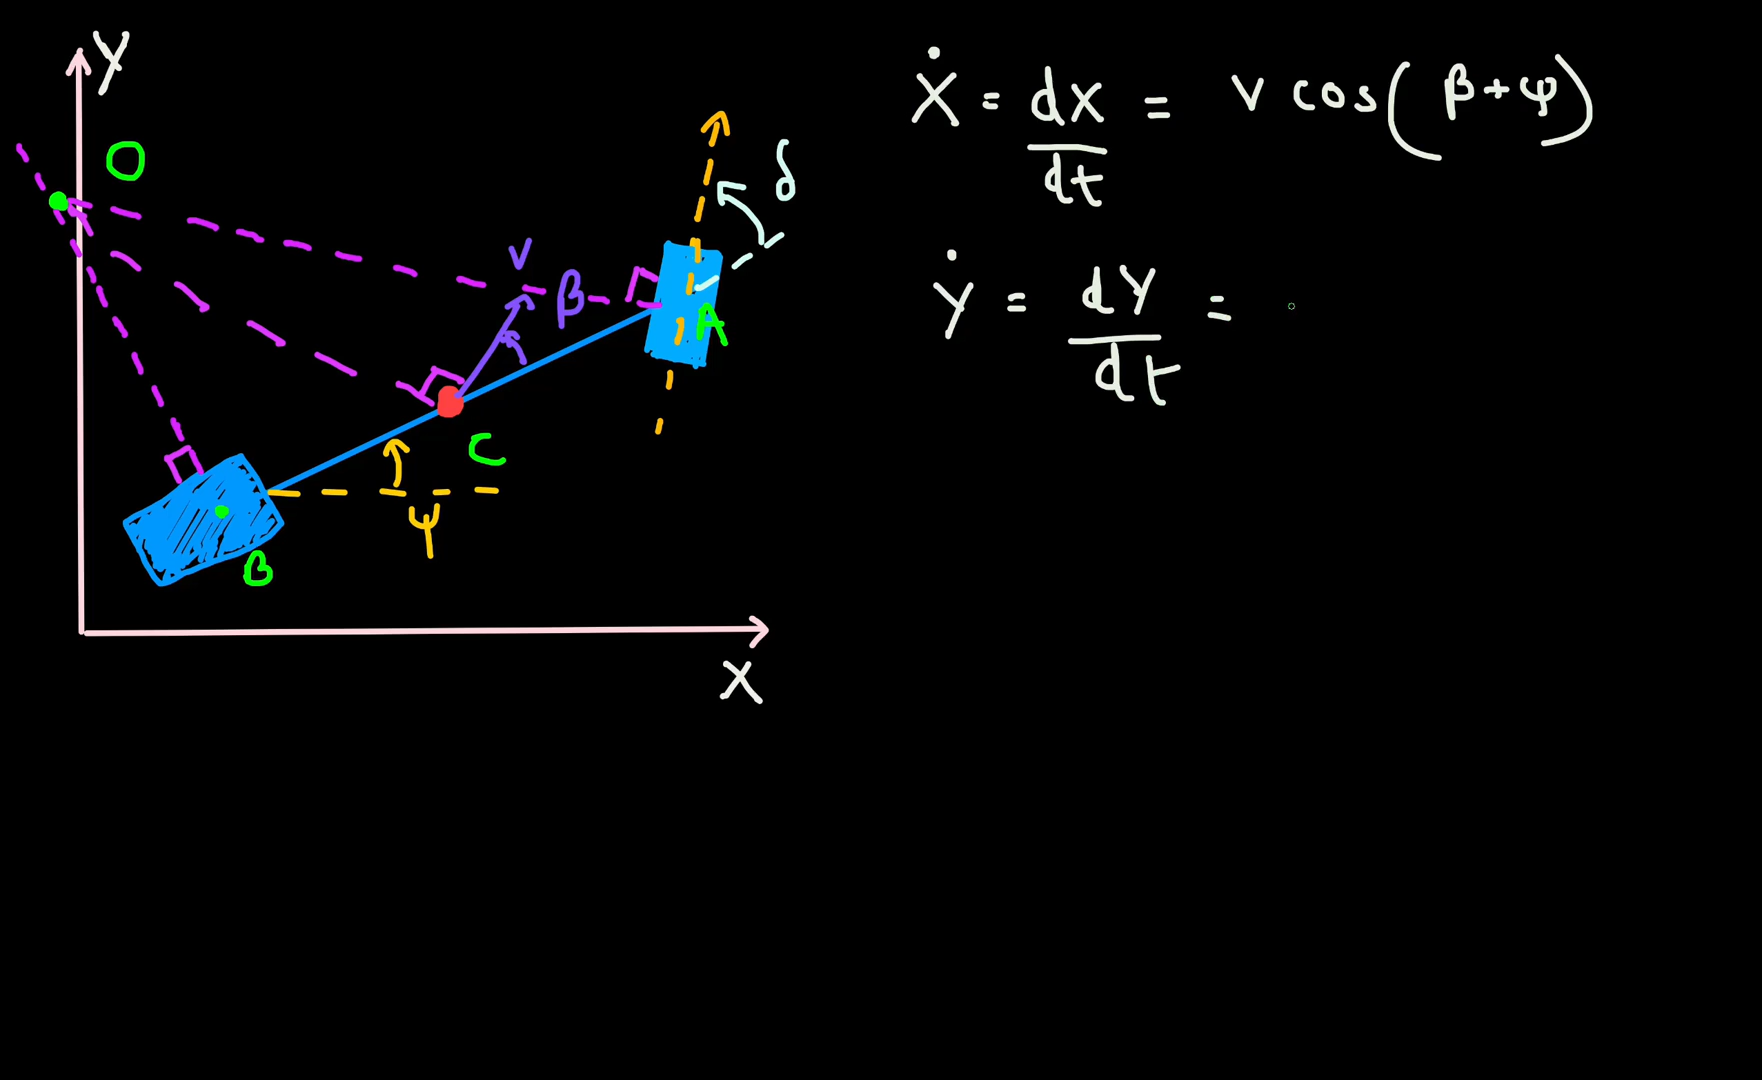 Y
O
δ
V
β
A
C
ψ
B
X
Ẋ = dX/dt = v cos(β+ψ)
Ẏ = dY/dt =